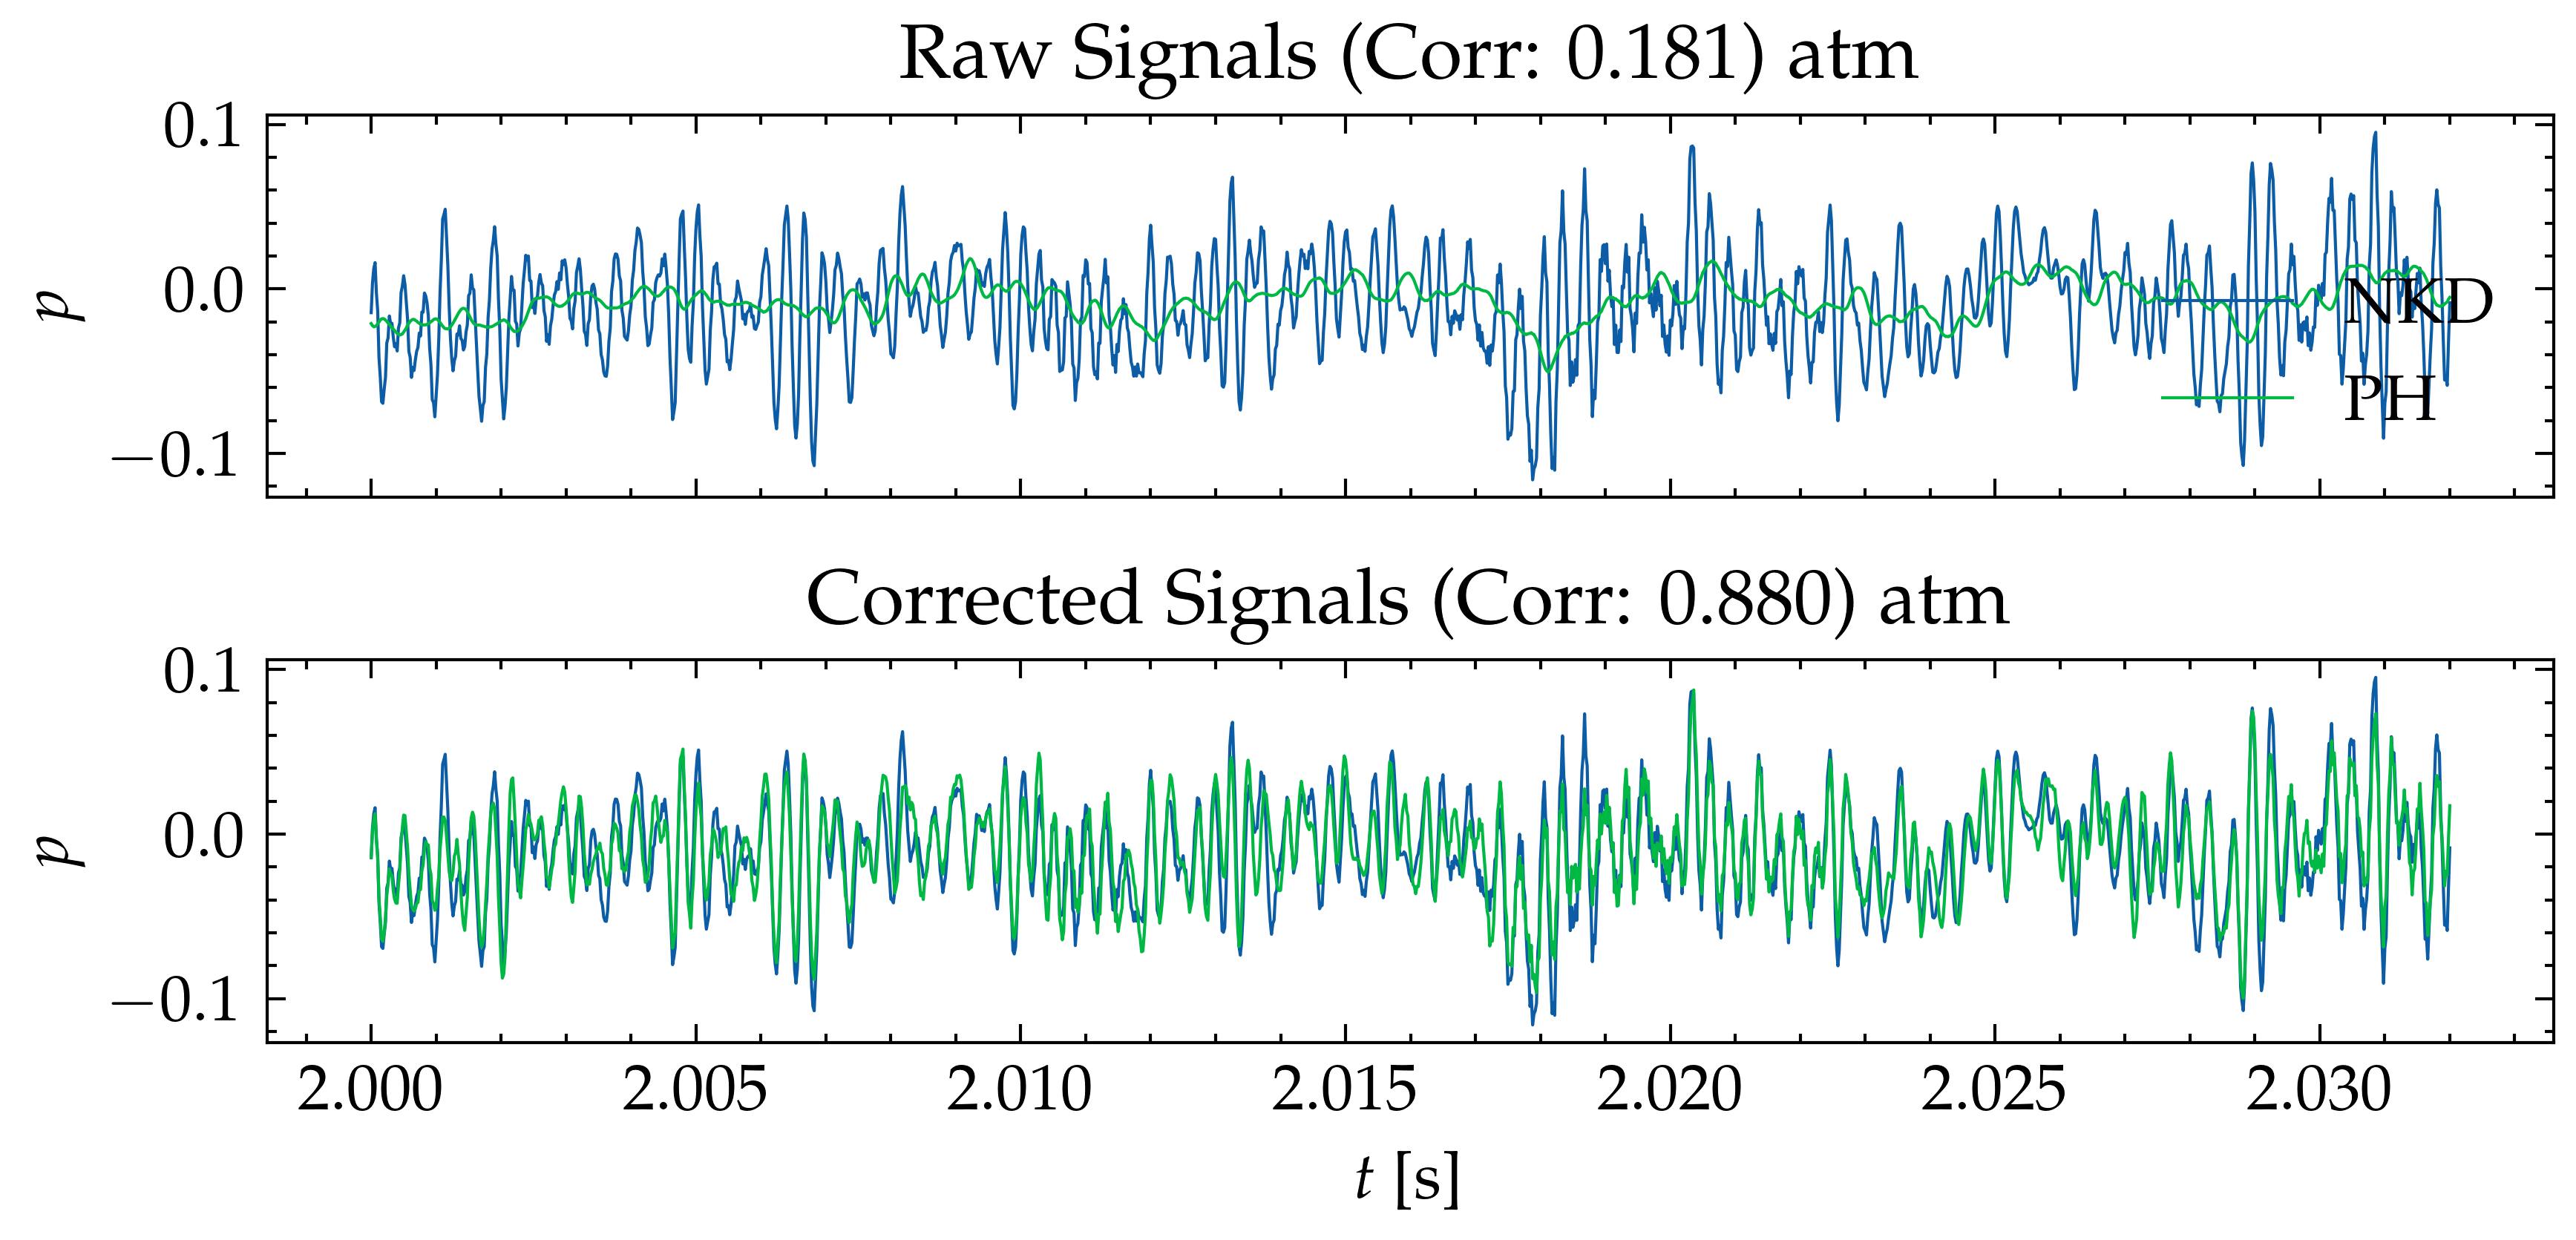 Raw Signals (Corr: 0.181) atm
0.1
0.0
−0.1
p
NKD
PH
Corrected Signals (Corr: 0.880) atm
0.1
0.0
−0.1
p
2.000 2.005 2.010 2.015 2.020 2.025 2.030
t [s]